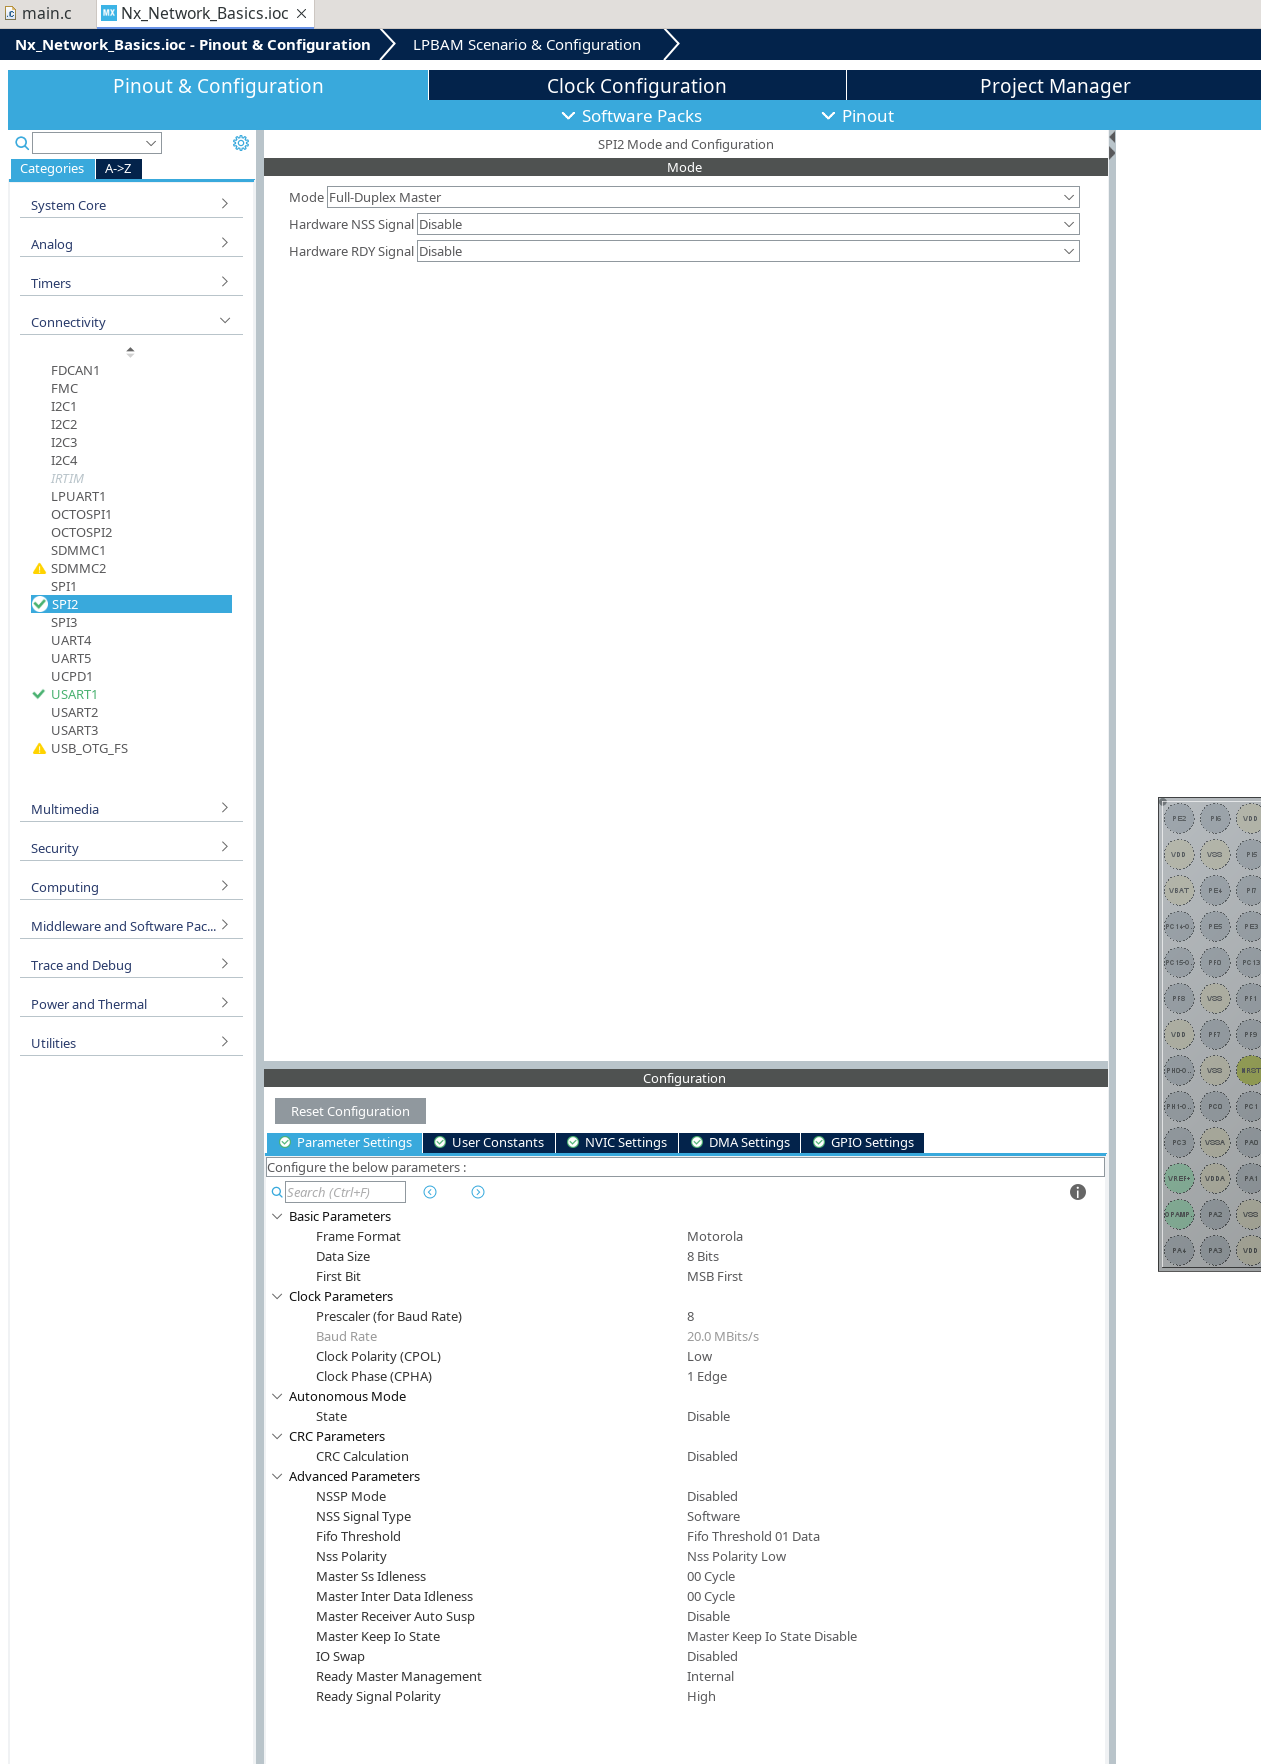 main.c
MX Nx_Network_Basics.ioc
Nx_Network_Basics.ioc - Pinout & Configuration
LPBAM Scenario & Configuration
Pinout & Configuration
Clock Configuration
Project Manager
Software Packs
Pinout
Categories
A->Z
System Core
Analog
Timers
Connectivity
FDCAN1
FMC
I2C1
I2C2
I2C3
I2C4
IRTIM
LPUART1
OCTOSPI1
OCTOSPI2
SDMMC1
SDMMC2
SPI1
SPI2
SPI3
UART4
UART5
UCPD1
USART1
USART2
USART3
USB_OTG_FS
Multimedia
Security
Computing
Middleware and Software Pac...
Trace and Debug
Power and Thermal
Utilities
SPI2 Mode and Configuration
Mode
Mode Full-Duplex Master
Hardware NSS Signal Disable
Hardware RDY Signal Disable
Configuration
Reset Configuration
Parameter Settings
User Constants
NVIC Settings
DMA Settings
GPIO Settings
Configure the below parameters :
Search (Ctrl+F)
Basic Parameters
Frame Format Motorola
Data Size 8 Bits
First Bit MSB First
Clock Parameters
Prescaler (for Baud Rate) 8
Baud Rate 20.0 MBits/s
Clock Polarity (CPOL) Low
Clock Phase (CPHA) 1 Edge
Autonomous Mode
State Disable
CRC Parameters
CRC Calculation Disabled
Advanced Parameters
NSSP Mode Disabled
NSS Signal Type Software
Fifo Threshold Fifo Threshold 01 Data
Nss Polarity Nss Polarity Low
Master Ss Idleness 00 Cycle
Master Inter Data Idleness 00 Cycle
Master Receiver Auto Susp Disable
Master Keep Io State Master Keep Io State Disable
IO Swap Disabled
Ready Master Management Internal
Ready Signal Polarity High
PE2 PI6 VDD
VDD VSS PI5
VBAT PE4 PI7
PC14-O.. PE5 PE3
PC15-O.. PF0 PC13
PF8 VSS PF1
VDD PF7 PF9
PH0-O.. VSS NRST
PH1-O.. PC0 PC1
PC3 VSSA PA0
VREF+ VDDA PA1
OPAMP.. PA2 VSS
PA4 PA3 VDD